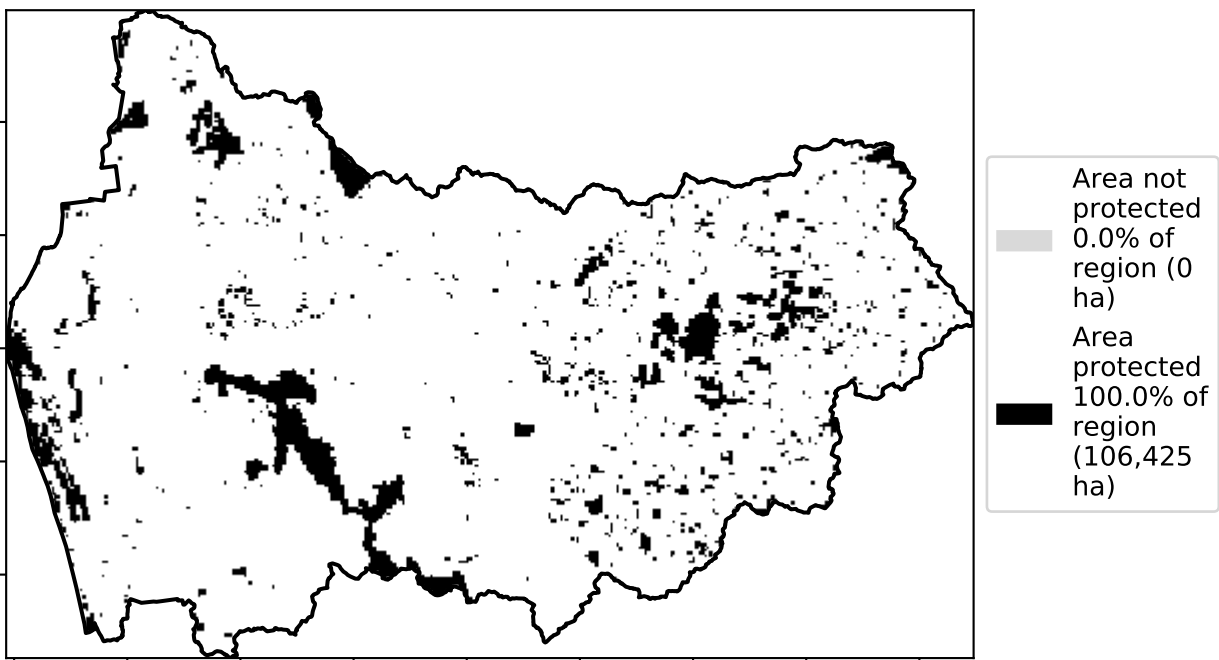 Area not
protected
0.0% of
region (0
ha)
Area
protected
100.0% of
region
(106,425
ha)